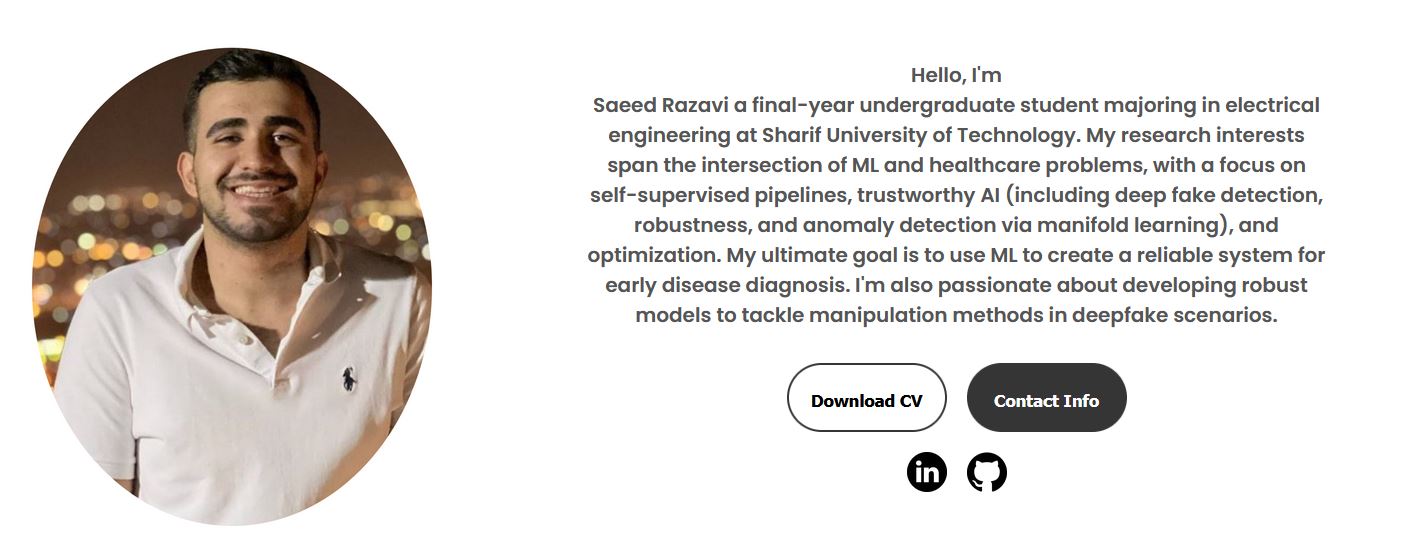 Hello, I'm
Saeed Razavi a final-year undergraduate student majoring in electrical
engineering at Sharif University of Technology. My research interests
span the intersection of ML and healthcare problems, with a focus on
self-supervised pipelines, trustworthy AI (including deep fake detection,
robustness, and anomaly detection via manifold learning), and
optimization. My ultimate goal is to use ML to create a reliable system for
early disease diagnosis. I'm also passionate about developing robust
models to tackle manipulation methods in deepfake scenarios.
Download CV
Contact Info
in